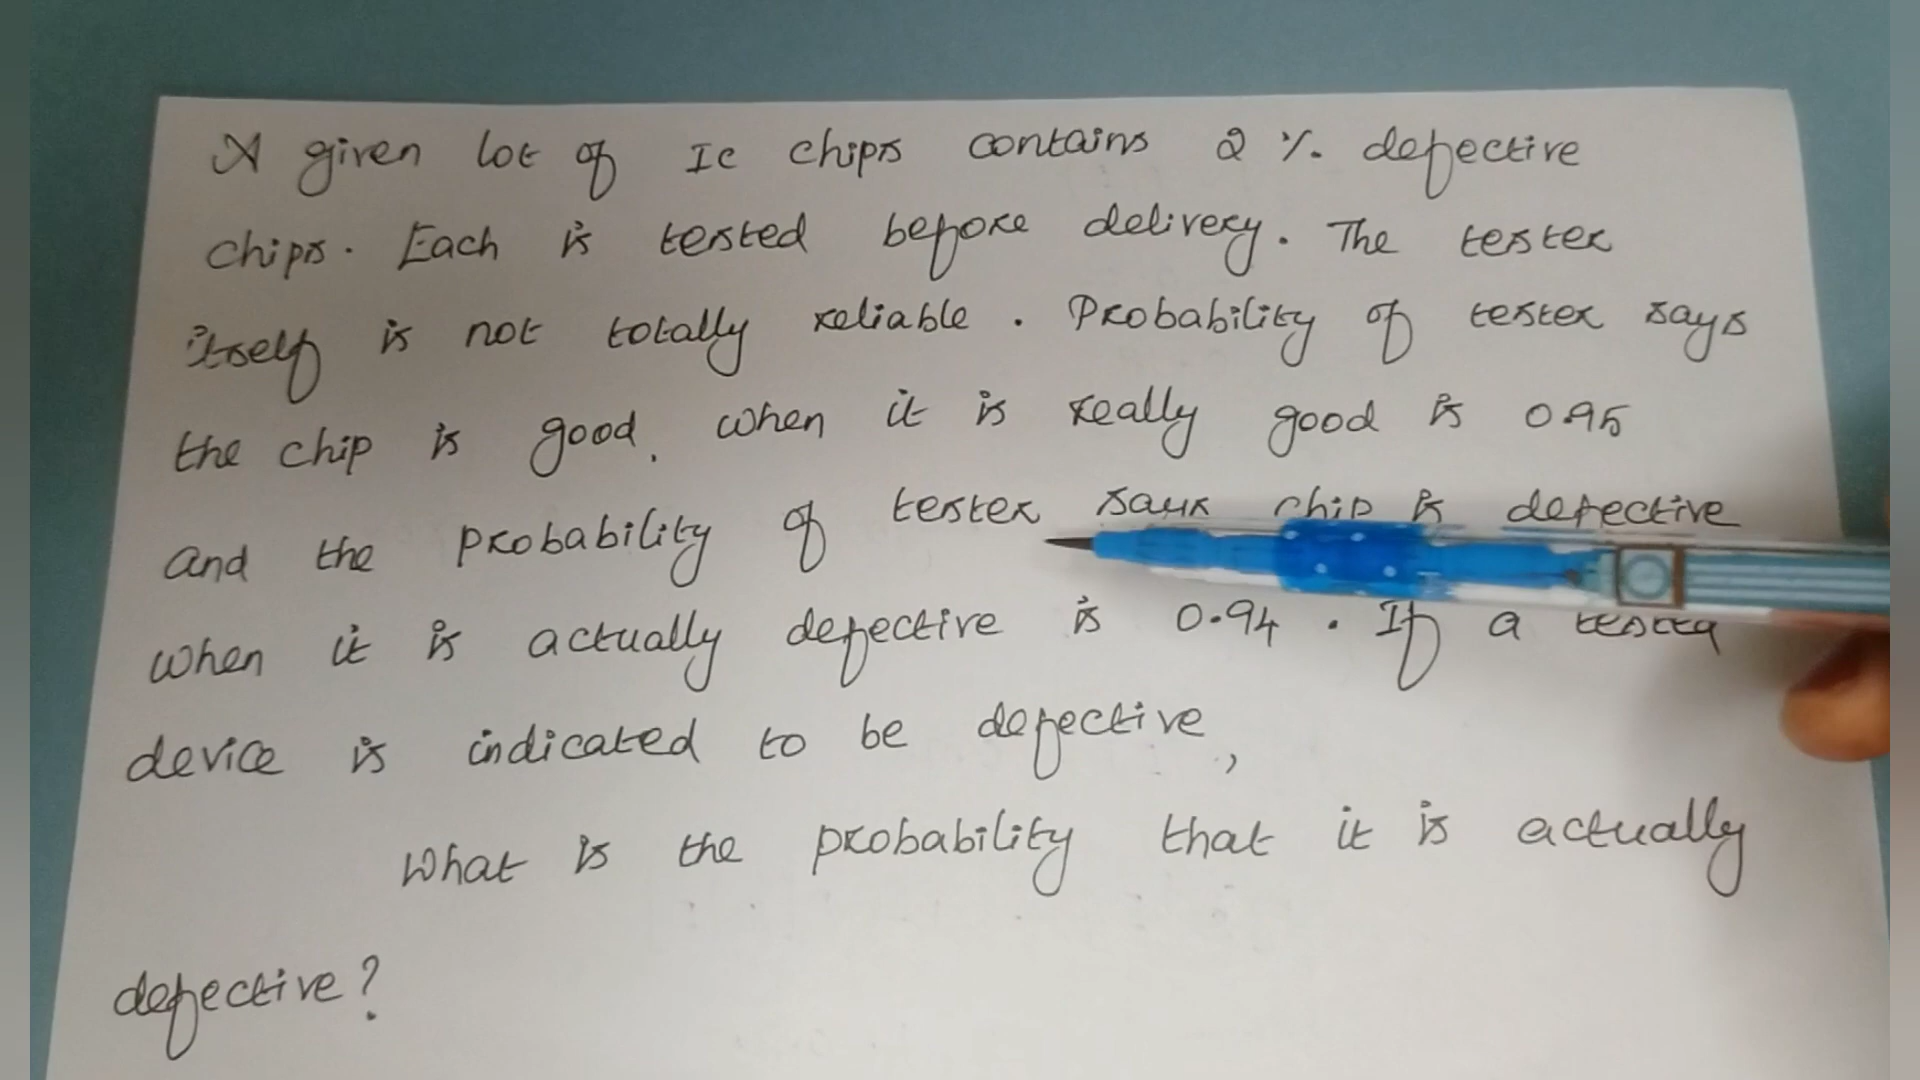 A given lot of Ic chips contains 2 %. defective
chips. Each is tested before delivery. The tester
itself is not totally reliable. Probability of tester says
the chip is good, when it is really good is 0.95
and the probability of tester says chip is defective
when it is actually defective is 0.94. If a tested
device is indicated to be defective,
What is the probability that it is actually
defective?